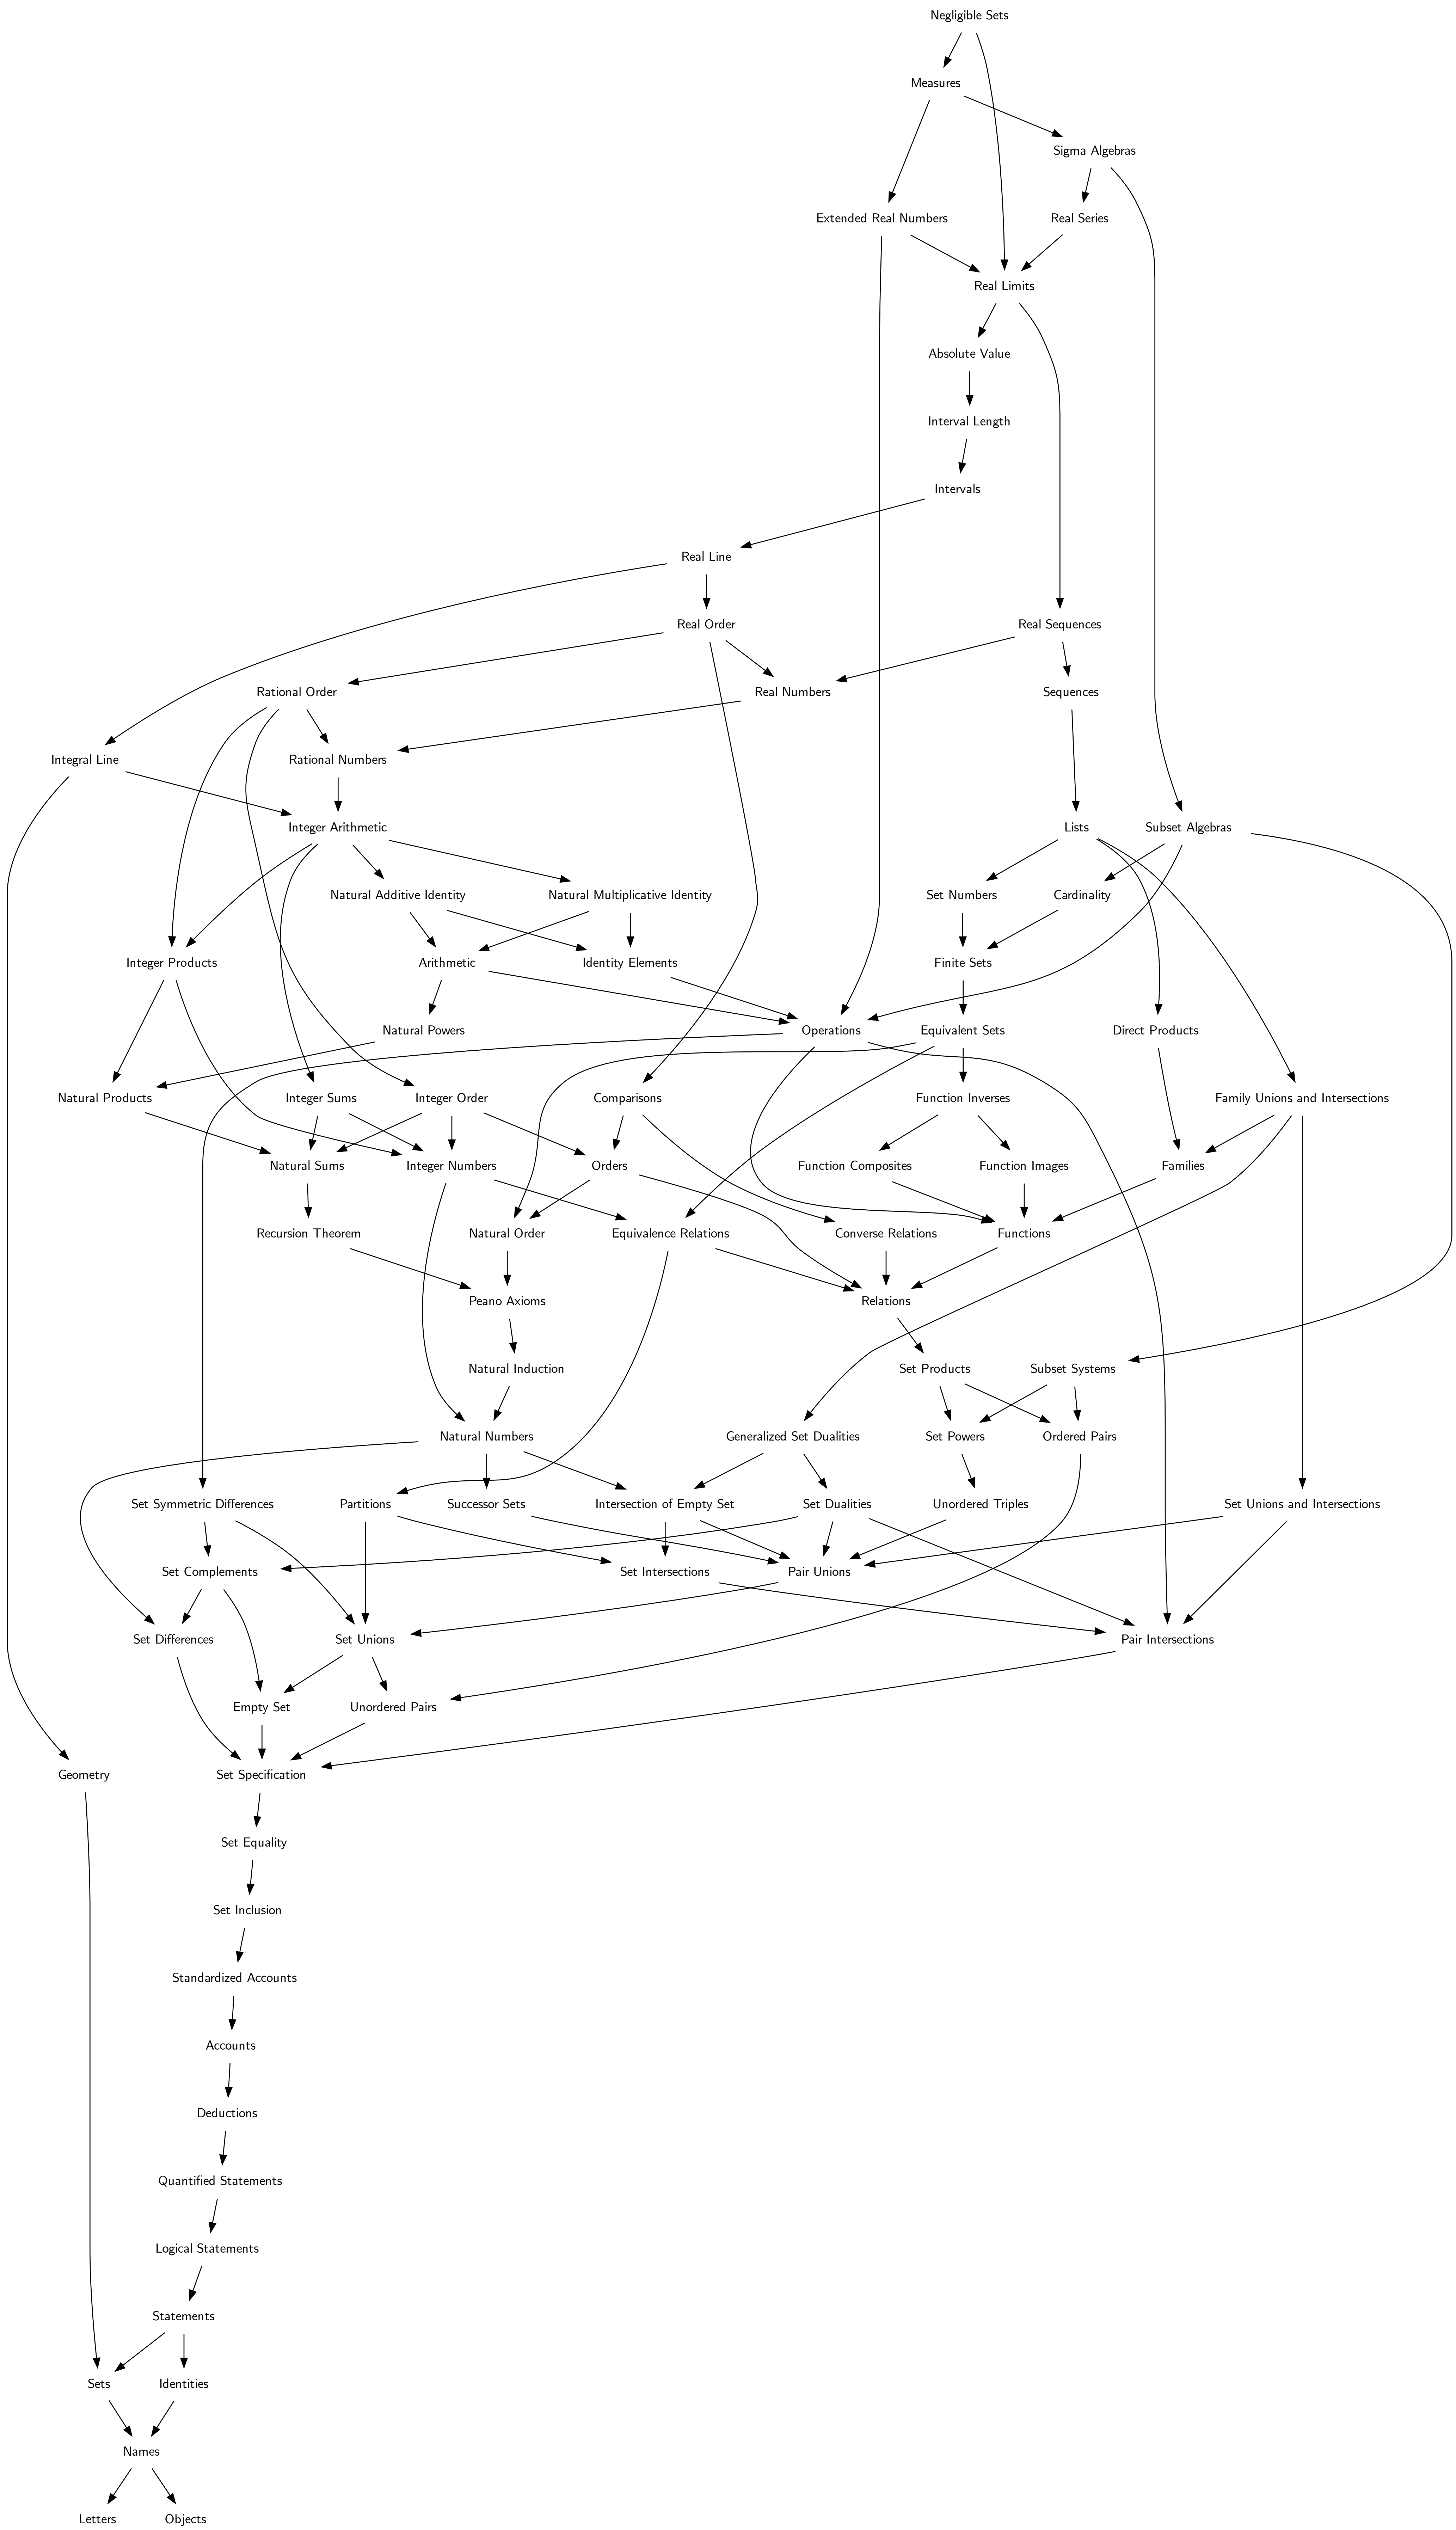 Negligible Sets
Measures
Sigma Algebras
Extended Real Numbers
Real Series
Real Limits
Absolute Value
Interval Length
Intervals
Real Line
Real Order
Real Sequences
Rational Order
Real Numbers
Sequences
Integral Line
Rational Numbers
Integer Arithmetic
Lists
Subset Algebras
Natural Additive Identity
Natural Multiplicative Identity
Set Numbers
Cardinality
Integer Products
Arithmetic
Identity Elements
Finite Sets
Natural Powers
Operations
Equivalent Sets
Direct Products
Natural Products
Integer Sums
Integer Order
Comparisons
Function Inverses
Family Unions and Intersections
Natural Sums
Integer Numbers
Orders
Function Composites
Function Images
Families
Recursion Theorem
Natural Order
Equivalence Relations
Converse Relations
Functions
Peano Axioms
Relations
Natural Induction
Set Products
Subset Systems
Natural Numbers
Generalized Set Dualities
Set Powers
Ordered Pairs
Set Symmetric Differences
Partitions
Successor Sets
Intersection of Empty Set
Set Dualities
Unordered Triples
Set Unions and Intersections
Set Complements
Set Intersections
Pair Unions
Set Differences
Set Unions
Pair Intersections
Empty Set
Unordered Pairs
Geometry
Set Specification
Set Equality
Set Inclusion
Standardized Accounts
Accounts
Deductions
Quantified Statements
Logical Statements
Statements
Sets
Identities
Names
Letters
Objects